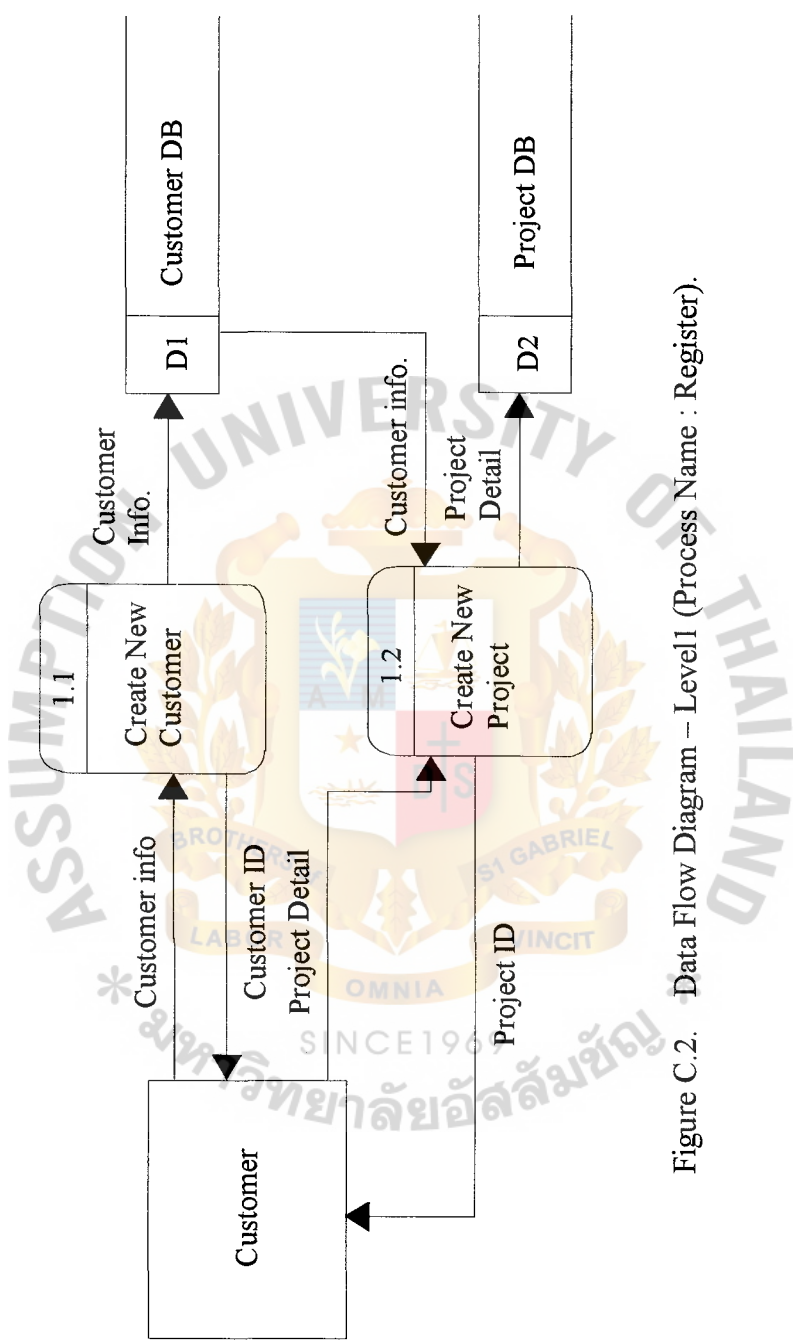 Customer
Customer info
Customer ID
Project Detail
Project ID
1.1
Create New
Customer
1.2
Create New
Project
Customer
Info.
Customer info.
Project
Detail
D1 Customer DB
D2 Project DB
ASSUMPTION UNIVERSITY OF THAILAND
A M
D S
BROTHERS OF
ST GABRIEL
LABOR
OMNIA
VINCIT
SINCE1969
* มหาวิทยาลัยอัสสัมชัญ *
Figure C.2. Data Flow Diagram – Level1 (Process Name : Register).